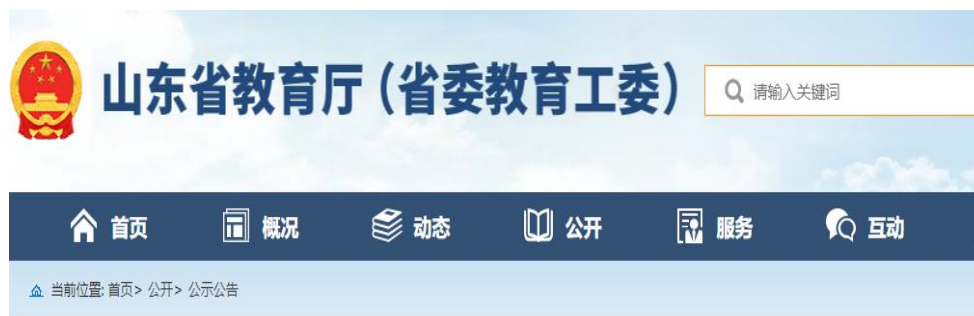 山东省教育厅（省委教育工委）
请输入关键词
首页 概况 动态 公开 服务 互动
当前位置: 首页> 公开> 公示公告